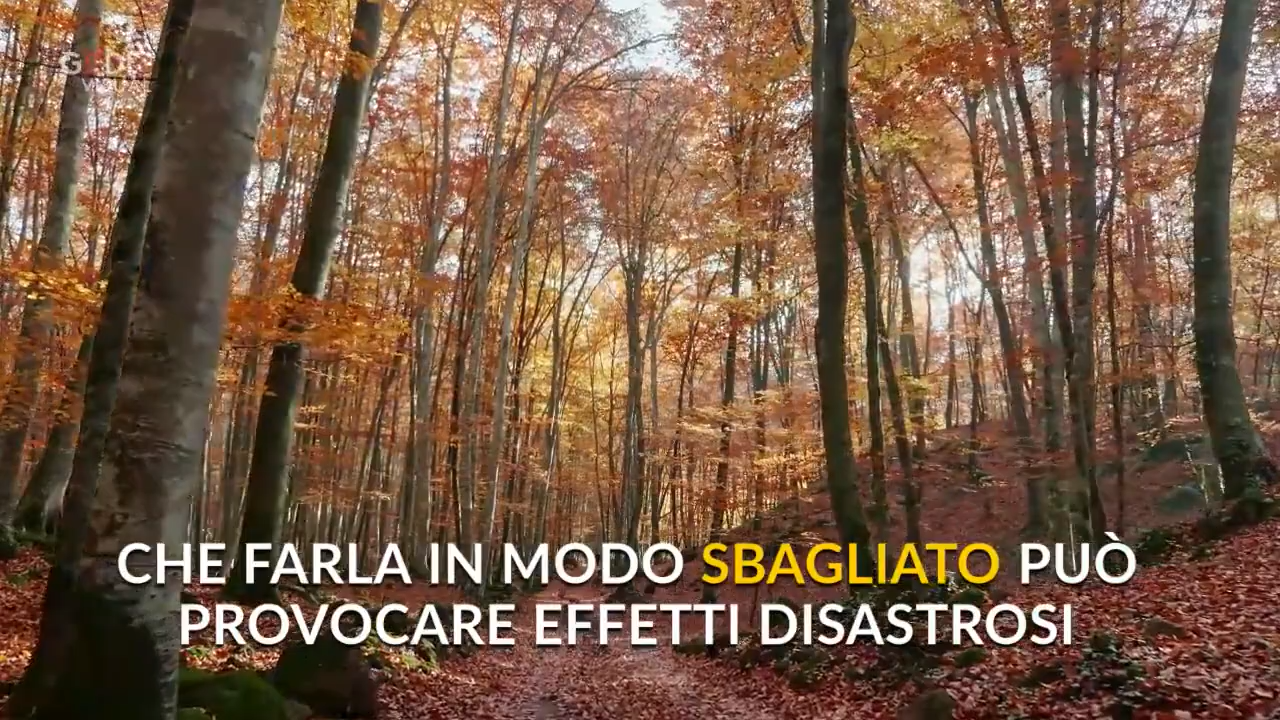 CHE FARLA IN MODO SBAGLIATO PUÒ
PROVOCARE EFFETTI DISASTROSI